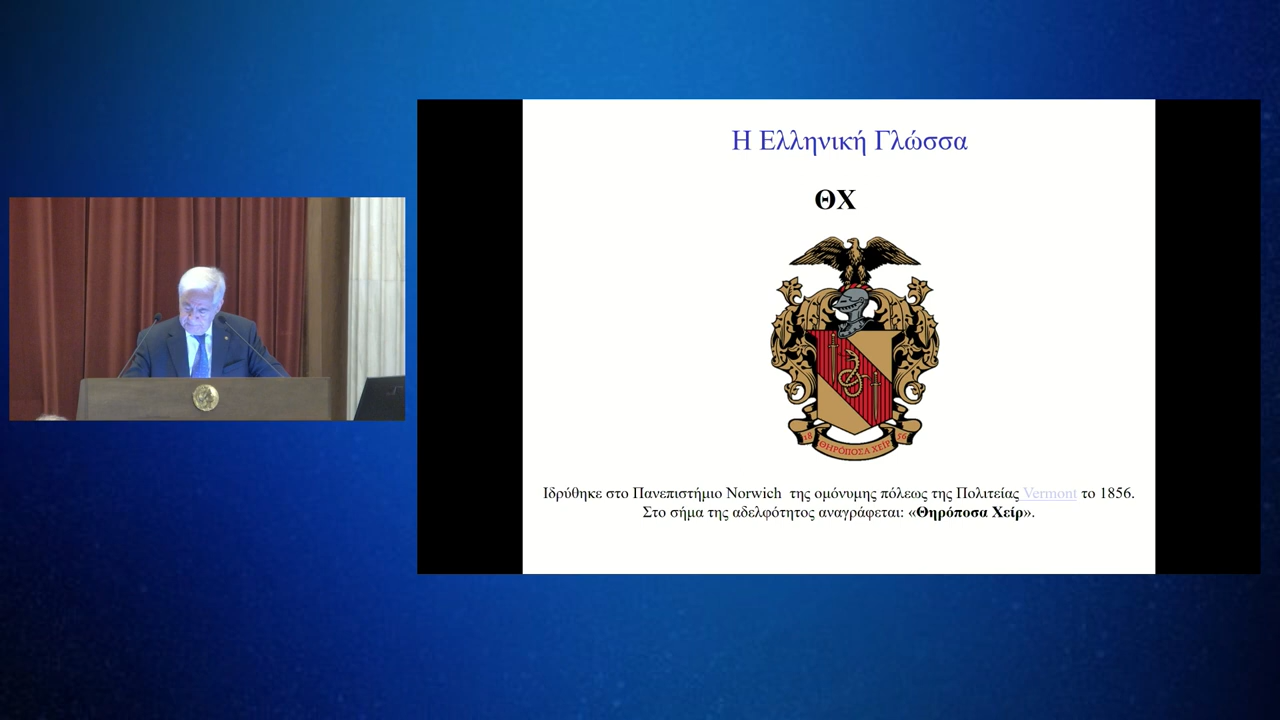 Η Ελληνική Γλώσσα
ΘΧ
18 56
ΘΗΡΟΠΟΣΑ ΧΕΙΡ
Ιδρύθηκε στο Πανεπιστήμιο Norwich της ομόνυμης πόλεως της Πολιτείας Vermont το 1856.
Στο σήμα της αδελφότητος αναγράφεται: «Θηρόποσα Χείρ».